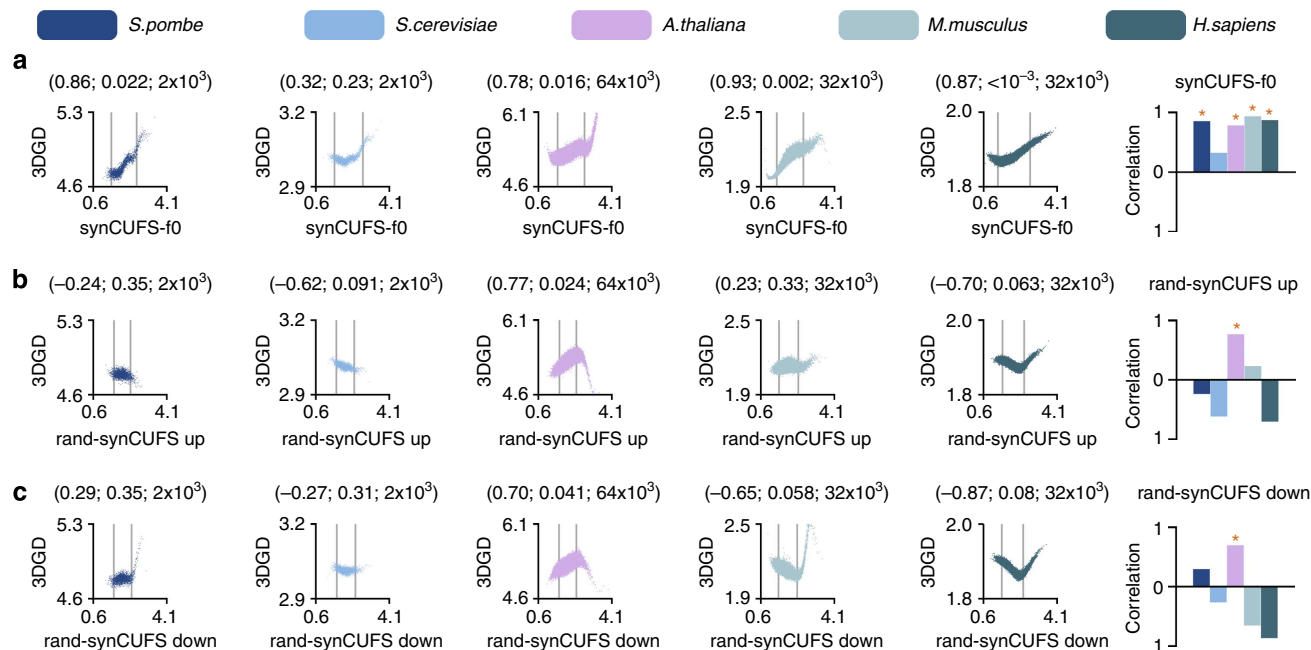 S.pombe S.cerevisiae A.thaliana M.musculus H.sapiens
a
(0.86; 0.022; 2x10³) (0.32; 0.23; 2x10³) (0.78; 0.016; 64x10³) (0.93; 0.002; 32x10³) (0.87; <10⁻³; 32x10³) synCUFS-f0
5.3 3.2 6.1 2.5 2.0 1
* * * *
3DGD 3DGD 3DGD 3DGD 3DGD Correlation
0
4.6 2.9 4.6 1.9 1.8
0.6 4.1 0.6 4.1 0.6 4.1 0.6 4.1 0.6 4.1
synCUFS-f0 synCUFS-f0 synCUFS-f0 synCUFS-f0 synCUFS-f0 1
b
(–0.24; 0.35; 2x10³) (–0.62; 0.091; 2x10³) (0.77; 0.024; 64x10³) (0.23; 0.33; 32x10³) (–0.70; 0.063; 32x10³) rand-synCUFS up
5.3 3.2 6.1 2.5 2.0 1
*
3DGD 3DGD 3DGD 3DGD 3DGD Correlation
0
4.6 2.9 4.6 1.9 1.8
0.6 4.1 0.6 4.1 0.6 4.1 0.6 4.1 0.6 4.1
rand-synCUFS up rand-synCUFS up rand-synCUFS up rand-synCUFS up rand-synCUFS up 1
c
(0.29; 0.35; 2x10³) (–0.27; 0.31; 2x10³) (0.70; 0.041; 64x10³) (–0.65; 0.058; 32x10³) (–0.87; 0.08; 32x10³) rand-synCUFS down
5.3 3.2 6.1 2.5 2.0 1
*
3DGD 3DGD 3DGD 3DGD 3DGD Correlation
0
4.6 2.9 4.6 1.9 1.8
0.6 4.1 0.6 4.1 0.6 4.1 0.6 4.1 0.6 4.1
rand-synCUFS down rand-synCUFS down rand-synCUFS down rand-synCUFS down rand-synCUFS down 1